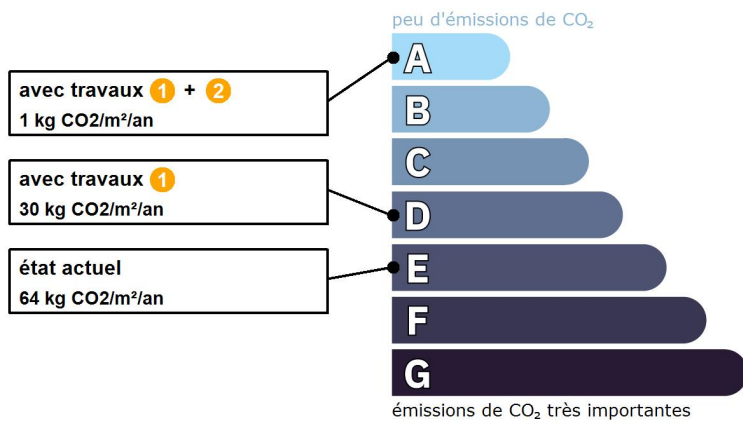 peu d'émissions de CO₂
A
avec travaux 1 + 2
1 kg CO2/m²/an
B
C
avec travaux 1
30 kg CO2/m²/an
D
état actuel
64 kg CO2/m²/an
E
F
G
émissions de CO₂ très importantes